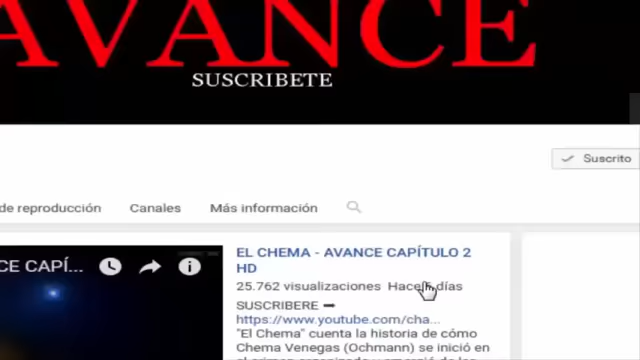 AVANCE
SUSCRIBETE
Suscrito
de reproducción Canales Más información
CE CAPÍ...
EL CHEMA - AVANCE CAPÍTULO 2
HD
25.762 visualizaciones Hace días
SUSCRIBERE ➡
https://www.youtube.com/cha...
"El Chema" cuenta la historia de cómo
Chema Venegas (Ochmann) se inició en